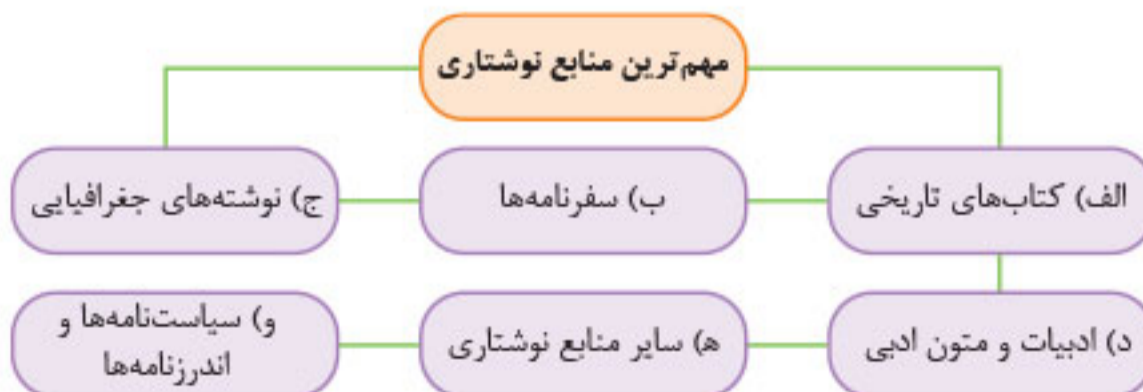 مهم‌ترین منابع نوشتاری
الف) کتاب‌های تاریخی
ب) سفرنامه‌ها
ج) نوشته‌های جغرافیایی
د) ادبیات و متون ادبی
ه) سایر منابع نوشتاری
و) سیاست‌نامه‌ها و
اندرزنامه‌ها